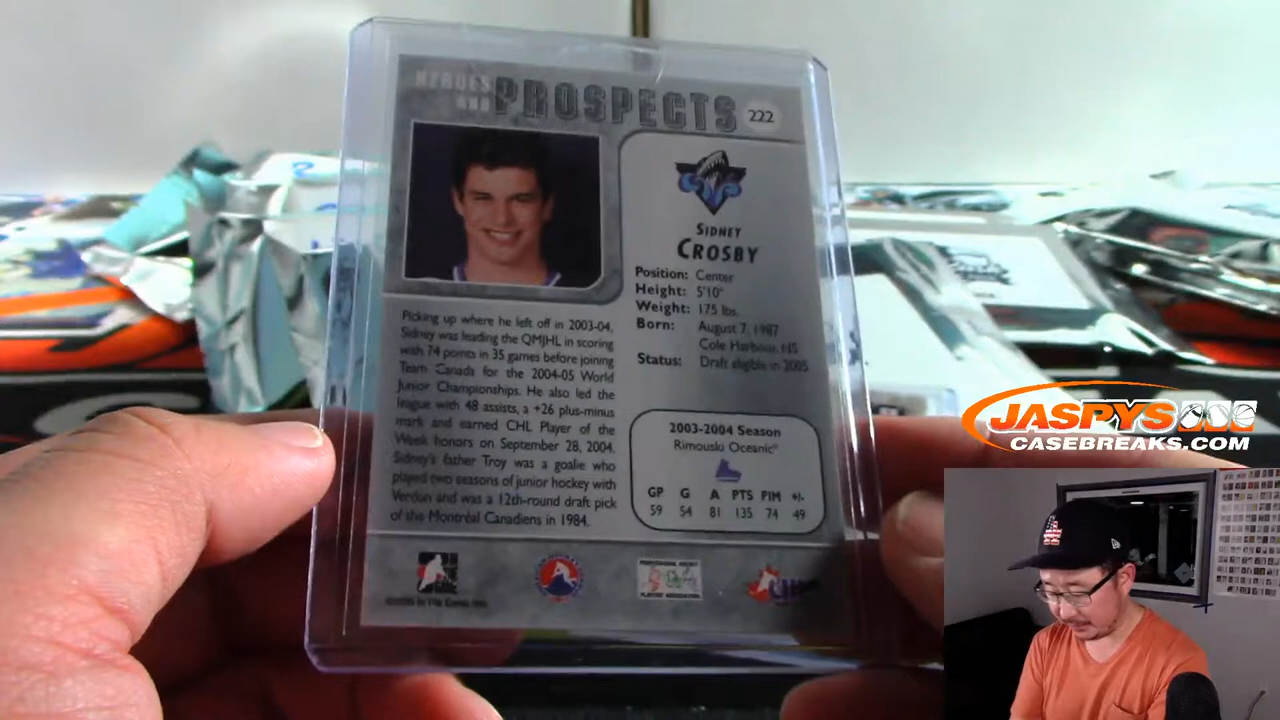 HEROES
AND PROSPECTS 222
SIDNEY
CROSBY
Position: Center
Height: 5'10"
Weight: 175 lbs.
Born: August 7, 1987
Cole Harbour, NS
Status: Draft eligible in 2005
Picking up where he left off in 2003-04,
Sidney was leading the QMJHL in scoring
with 74 points in 35 games before joining
Team Canada for the 2004-05 World
Junior Championships. He also led the
league with 48 assists, a +26 plus-minus
mark and earned CHL Player of the
Week honors on September 28, 2004.
Sidney's father Troy was a goalie who
played two seasons of junior hockey with
Verdun and was a 12th-round draft pick
of the Montréal Canadiens in 1984.
2003-2004 Season
Rimouski Oceanic
GP G A PTS PIM +/-
59 54 81 135 74 49
PROFESSIONAL HOCKEY
PLAYERS' ASSOCIATION
CHL
JASPYS
CASEBREAKS.COM
LA